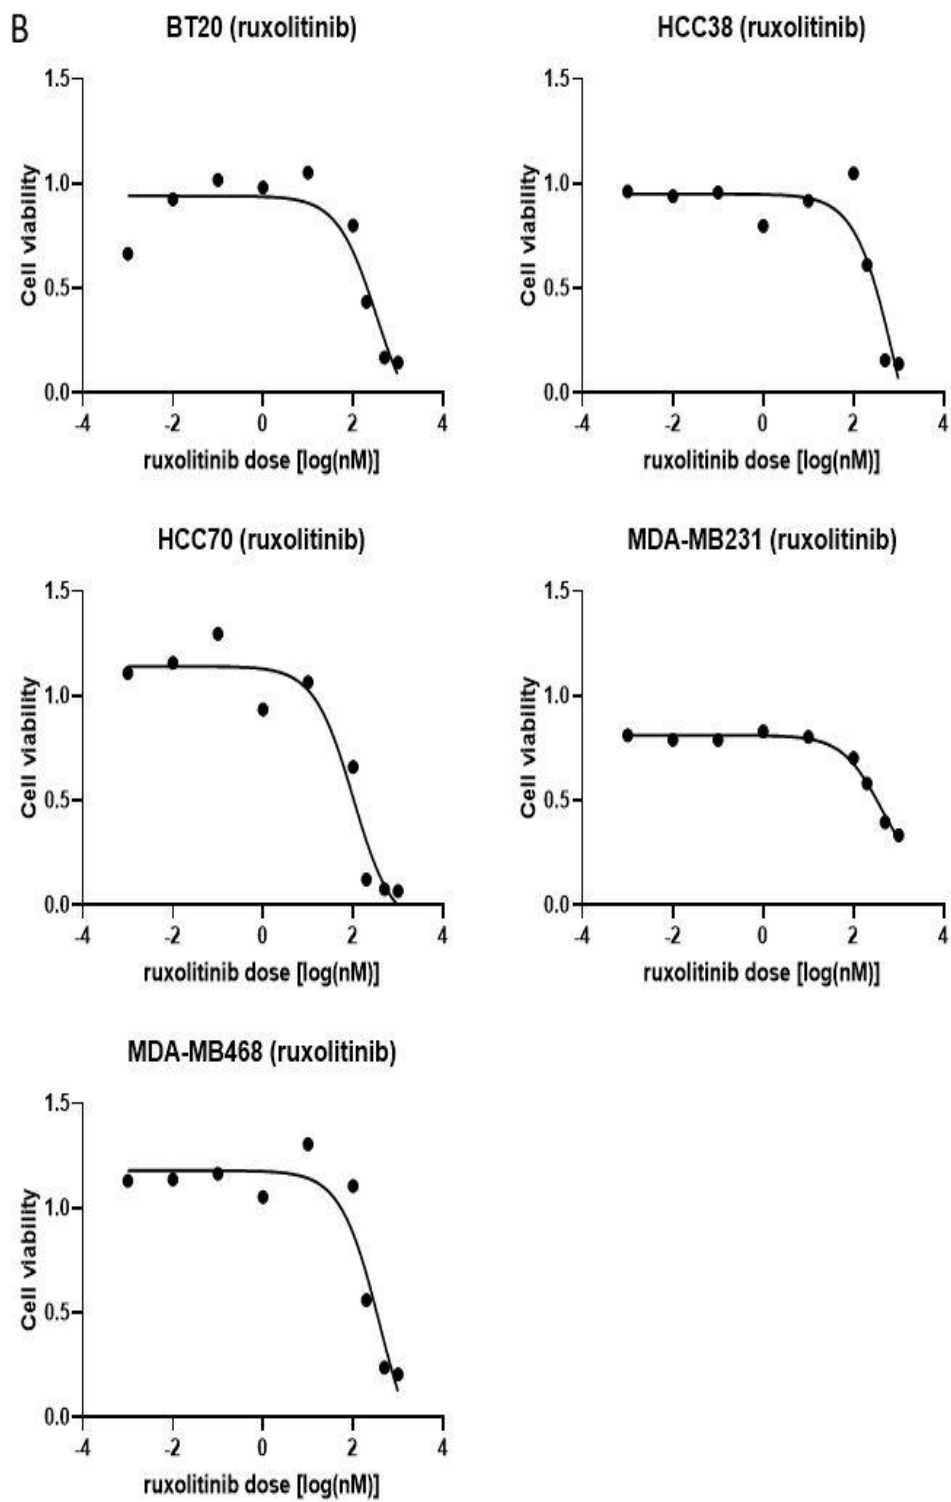 B
BT20 (ruxolitinib)
HCC38 (ruxolitinib)
1.5
1.0
0.5
0.0
Cell viability
-4 -2 0 2 4
ruxolitinib dose [log(nM)]
1.5
1.0
0.5
0.0
Cell viability
-4 -2 0 2 4
ruxolitinib dose [log(nM)]
HCC70 (ruxolitinib)
MDA-MB231 (ruxolitinib)
1.5
1.0
0.5
0.0
Cell viability
-4 -2 0 2 4
ruxolitinib dose [log(nM)]
1.5
1.0
0.5
0.0
Cell viability
-4 -2 0 2 4
ruxolitinib dose [log(nM)]
MDA-MB468 (ruxolitinib)
1.5
1.0
0.5
0.0
Cell viability
-4 -2 0 2 4
ruxolitinib dose [log(nM)]